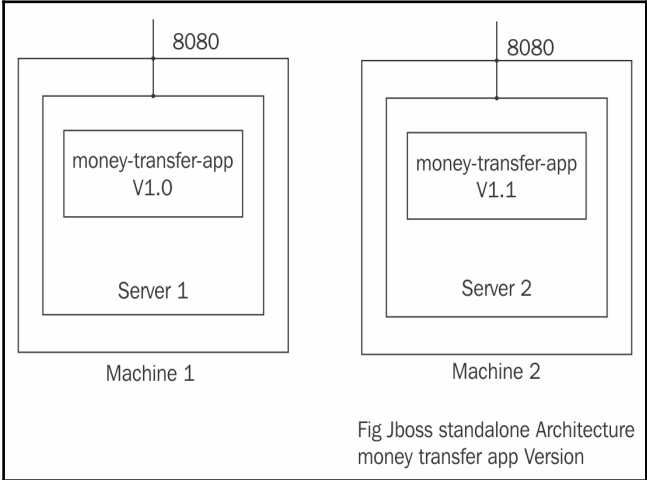 8080
money-transfer-app
V1.0
Server 1
Machine 1
8080
money-transfer-app
V1.1
Server 2
Machine 2
Fig Jboss standalone Architecture
money transfer app Version